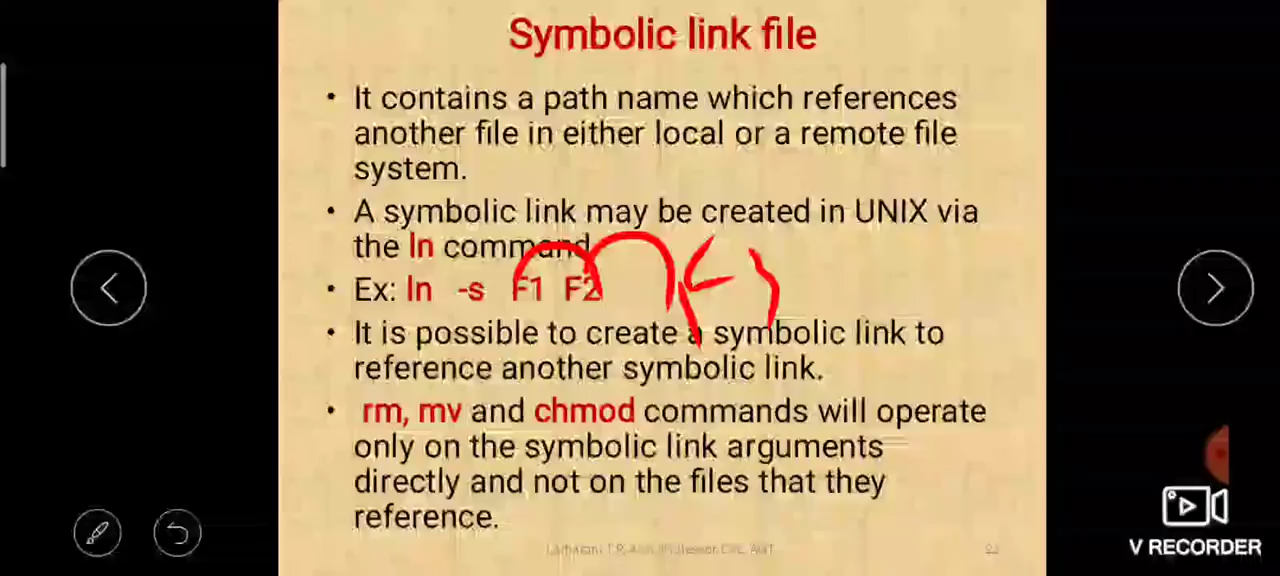 Symbolic link file
• It contains a path name which references
another file in either local or a remote file
system.
• A symbolic link may be created in UNIX via
the ln command
• Ex: ln -s F1 F2
• It is possible to create a symbolic link to
reference another symbolic link.
• rm, mv and chmod commands will operate
only on the symbolic link arguments
directly and not on the files that they
reference.
V RECORDER